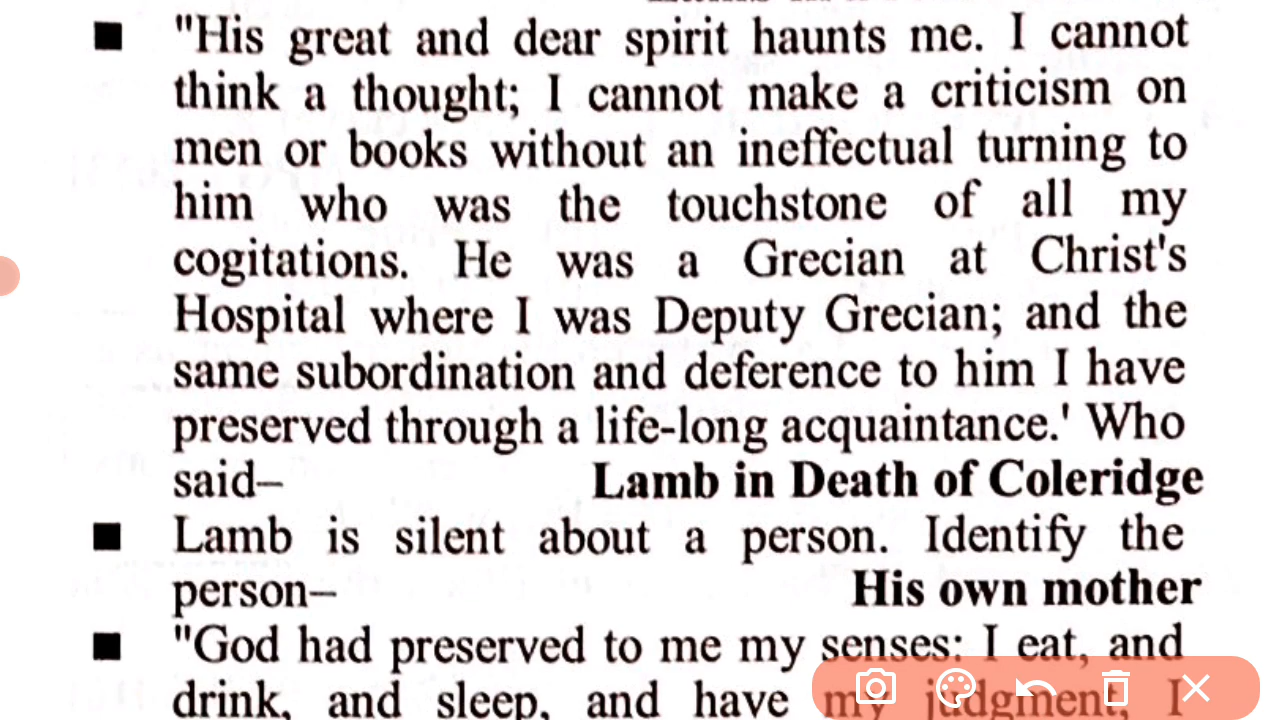 ■ "His great and dear spirit haunts me. I cannot
think a thought; I cannot make a criticism on
men or books without an ineffectual turning to
him who was the touchstone of all my
cogitations. He was a Grecian at Christ's
Hospital where I was Deputy Grecian; and the
same subordination and deference to him I have
preserved through a life-long acquaintance.' Who
said– Lamb in Death of Coleridge
■ Lamb is silent about a person. Identify the
person– His own mother
■ "God had preserved to me my senses: I eat, and
drink, and sleep, and have my judgment, I